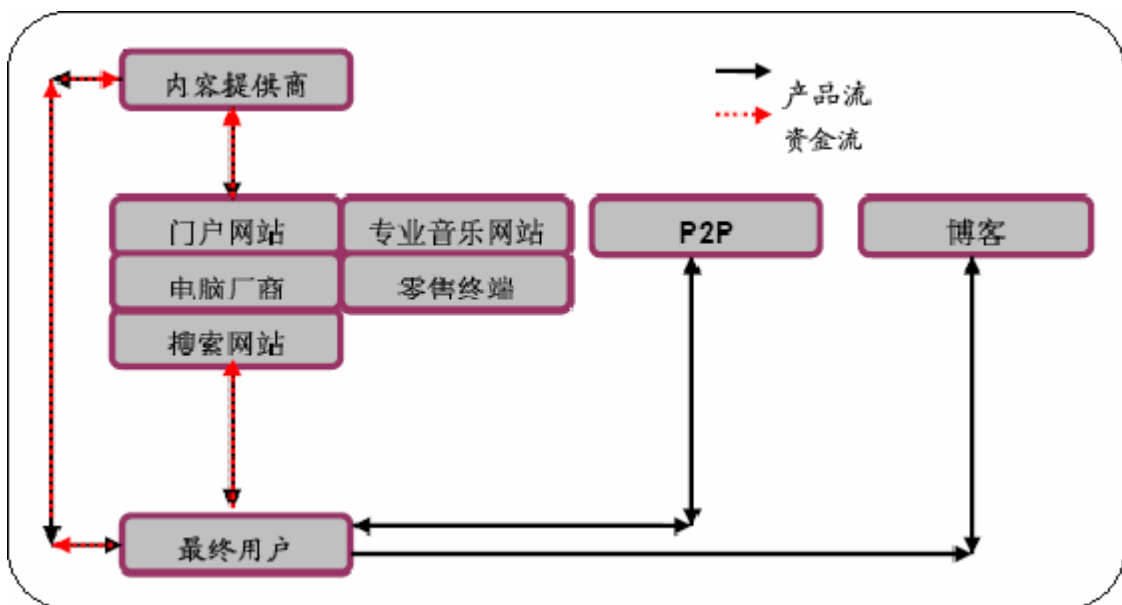 内容提供商
产品流
资金流
门户网站
专业音乐网站
P2P
博客
电脑厂商
零售终端
搜索网站
最终用户